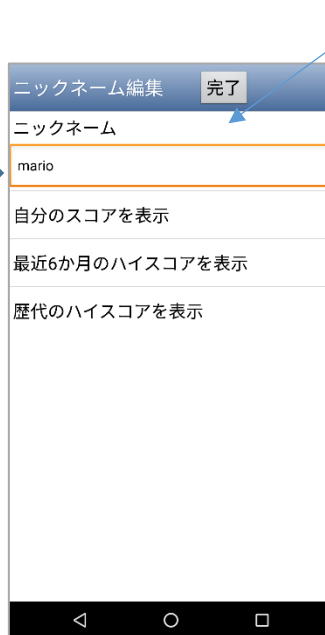 ニックネーム編集 完了
ニックネーム
mario
自分のスコアを表示
最近6か月のハイスコアを表示
歴代のハイスコアを表示